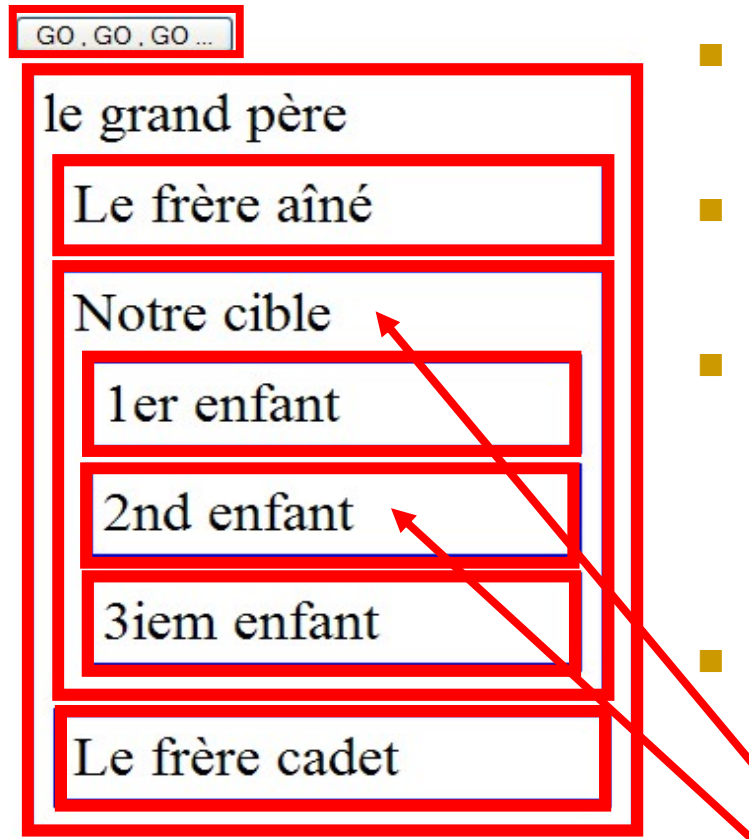 GO , GO , GO ...
le grand père
Le frère aîné
Notre cible
1er enfant
2nd enfant
3iem enfant
Le frère cadet